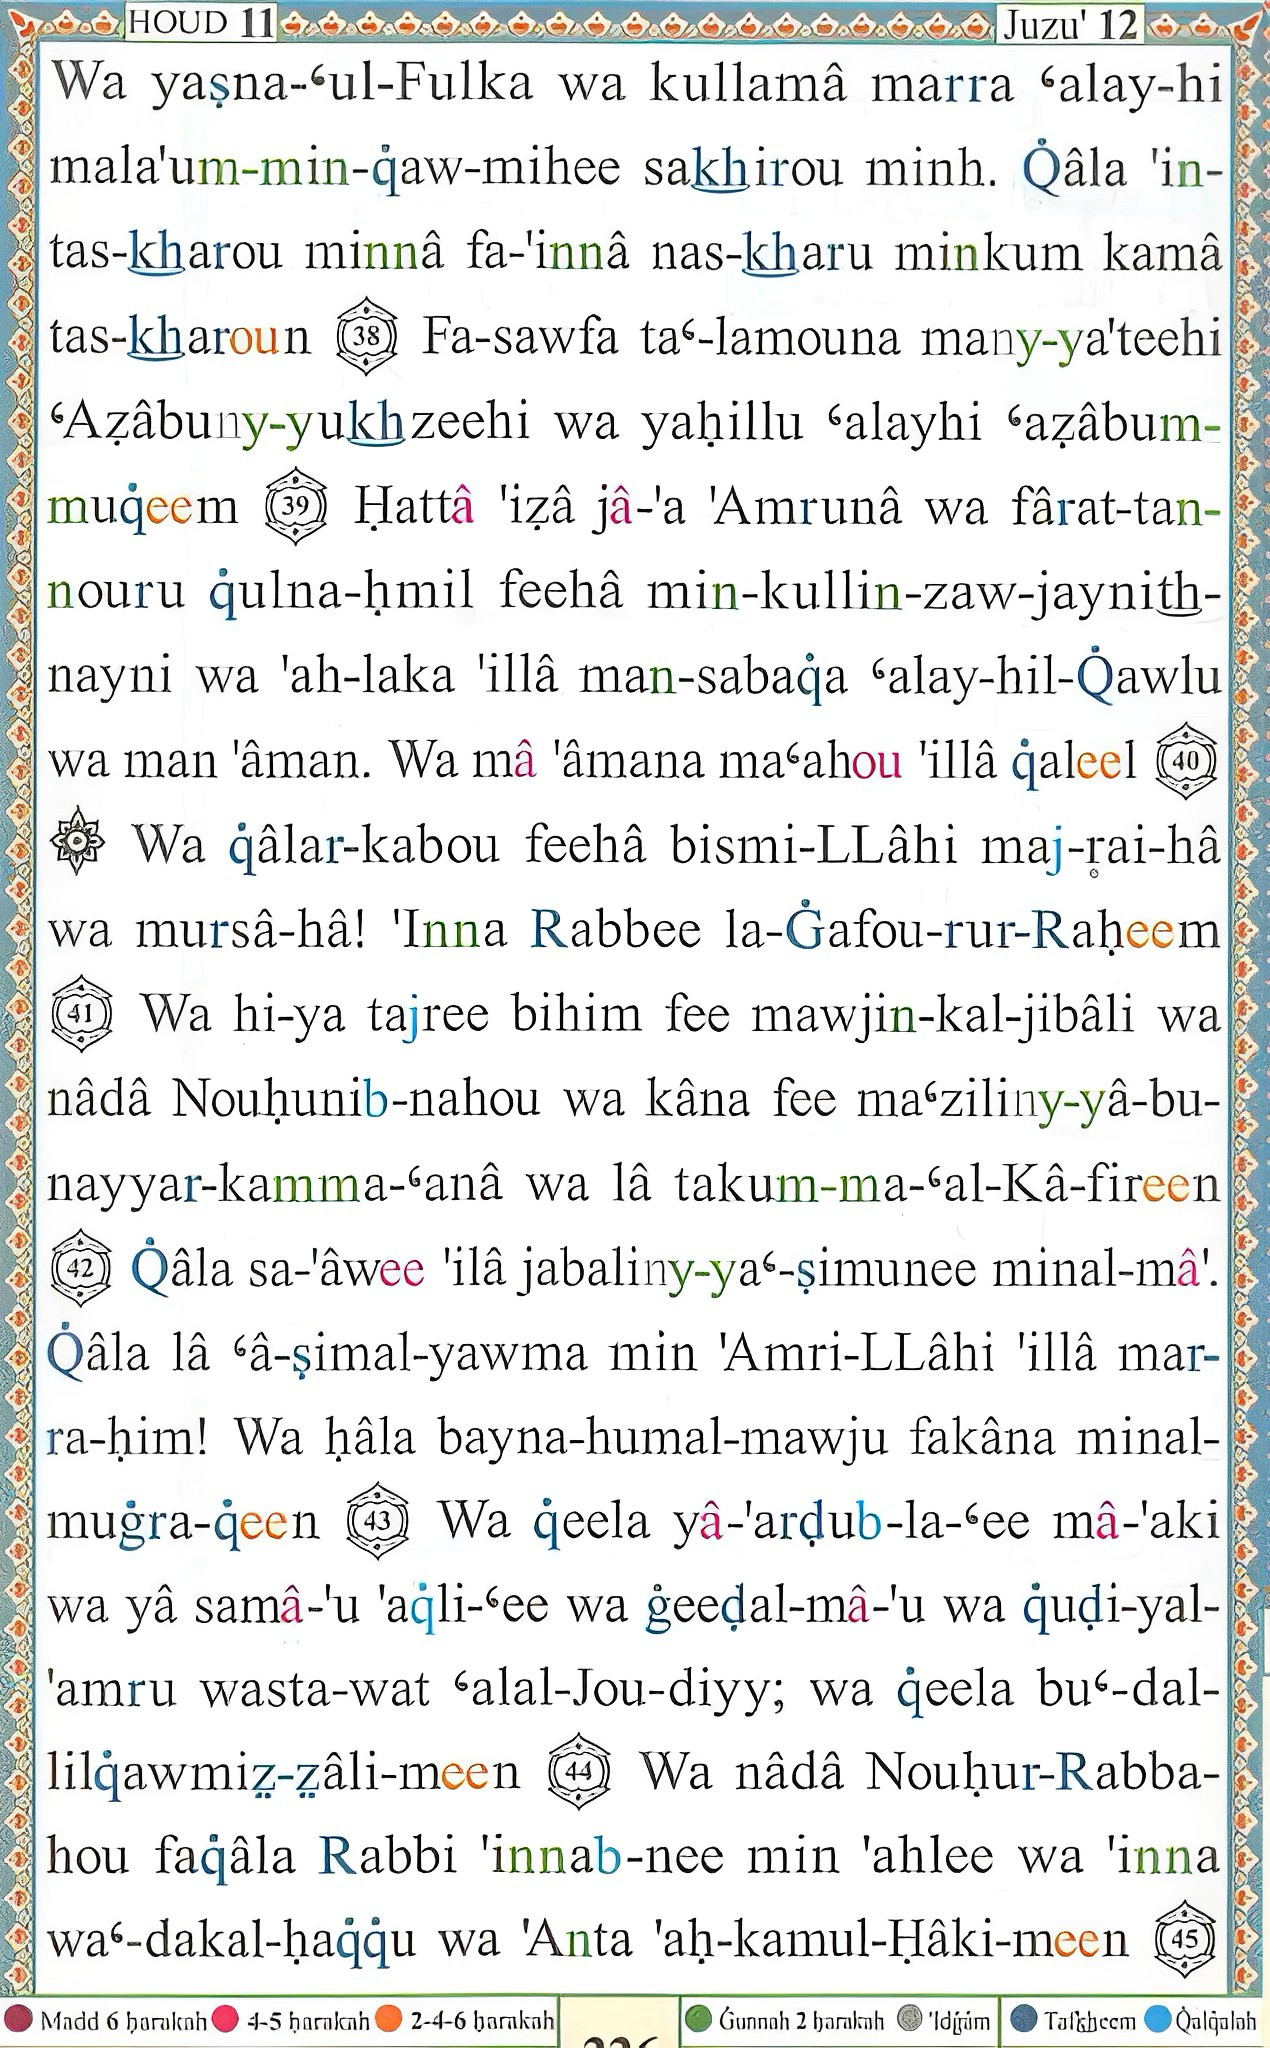 HOUD 11 Juzu' 12
Wa yaṣna-ʿul-Fulka wa kullamâ marra ʿalay-hi
mala'um-min-q̇aw-mihee sakhirou minh. Q̇âla 'in-
tas-kharou minnâ fa-'innâ nas-kharu minkum kamâ
tas-kharoun 38 Fa-sawfa taʿ-lamouna many-ya'teehi
ʿAẓâbuny-yukhzeehi wa yaḥillu ʿalayhi ʿaẓâbum-
muq̇eem 39 Ḥattâ 'iẓâ jâ-'a 'Amrunâ wa fârat-tan-
nouru q̇ulna-ḥmil feehâ min-kullin-zaw-jaynith-
nayni wa 'ah-laka 'illâ man-sabaq̇a ʿalay-hil-Q̇awlu
wa man 'âman. Wa mâ 'âmana maʿahou 'illâ q̇aleel 40
Wa q̇âlar-kabou feehâ bismi-LLâhi maj-r̥ai-hâ
wa mursâ-hâ! 'Inna Rabbee la-Ġafou-rur-Raḥeem
41 Wa hi-ya tajree bihim fee mawjin-kal-jibâli wa
nâdâ Nouḥunib-nahou wa kâna fee maʿziliny-yâ-bu-
nayyar-kamma-ʿanâ wa lâ takum-ma-ʿal-Kâ-fireen
42 Q̇âla sa-'âwee 'ilâ jabaliny-yaʿ-ṣimunee minal-mâ'.
Q̇âla lâ ʿâ-ṣimal-yawma min 'Amri-LLâhi 'illâ mar-
ra-ḥim! Wa ḥâla bayna-humal-mawju fakâna minal-
muġra-q̇een 43 Wa q̇eela yâ-'arḍub-la-ʿee mâ-'aki
wa yâ samâ-'u 'aq̇li-ʿee wa ġeeḍal-mâ-'u wa q̇uḍi-yal-
'amru wasta-wat ʿalal-Jou-diyy; wa q̇eela buʿ-dal-
lilq̇awmiz̤-z̤âli-meen 44 Wa nâdâ Nouḥur-Rabba-
hou faq̇âla Rabbi 'innab-nee min 'ahlee wa 'inna
waʿ-dakal-ḥaq̇q̇u wa 'Anta 'aḥ-kamul-Ḥâki-meen 45
Madd 6 ḥarakah 4-5 ḥarakah 2-4-6 ḥarakah Ġunnah 2 ḥarakah 'Idġâm Tafkheem Q̇alq̇alah